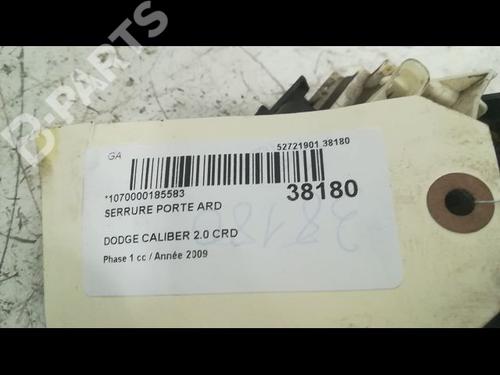 B-PARTS
GA
52721901 38180
*1070000185583
38180
SERRURE PORTE ARD
DODGE CALIBER 2.0 CRD
Phase 1 cc / Année 2009
38180